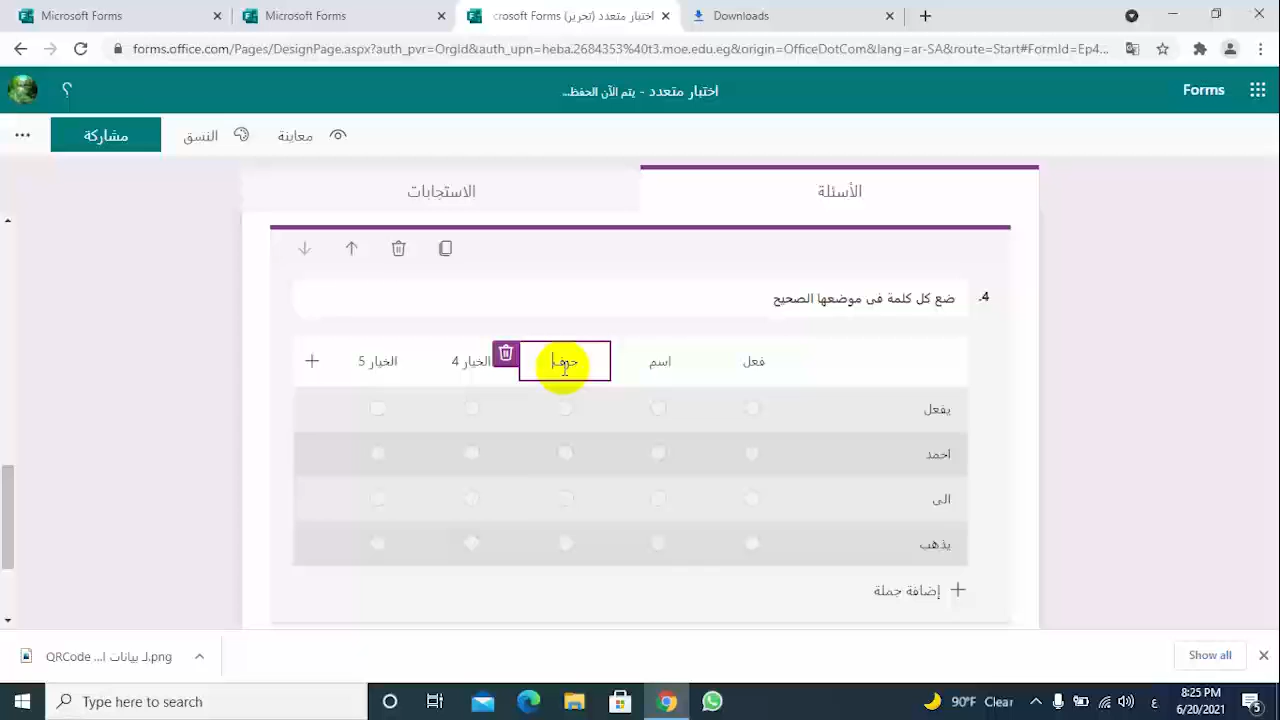 Microsoft Forms
Microsoft Forms
اختبار متعدد (تحرير) crosoft Forms
Downloads
forms.office.com/Pages/DesignPage.aspx?auth_pvr=OrgId&auth_upn=heba.2684353%40t3.moe.edu.eg&origin=OfficeDotCom&lang=ar-SA&route=Start#FormId=Ep4...
Forms
اختبار متعدد - يتم الآن الحفظ...
؟
معاينة
النسق
مشاركة
...
الأسئلة
الاستجابات
4.
ضع كل كلمة فى موضعها الصحيح
فعل اسم حرف الخيار 4 الخيار 5
يفعل
احمد
الى
يذهب
إضافة جملة
QRCode لـ بيانات ا....png
Show all
Type here to search
90°F Clear
ع
8:25 PM
6/20/2021
5